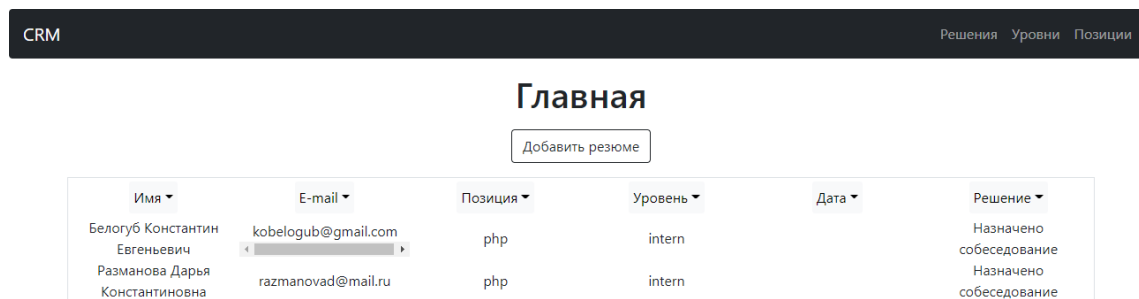 CRM Решения Уровни Позиции
Главная
Добавить резюме
Имя E-mail Позиция Уровень Дата Решение
Белогуб Константин Евгеньевич kobelogub@gmail.com php intern Назначено собеседование
Разманова Дарья Константиновна razmanovad@mail.ru php intern Назначено собеседование